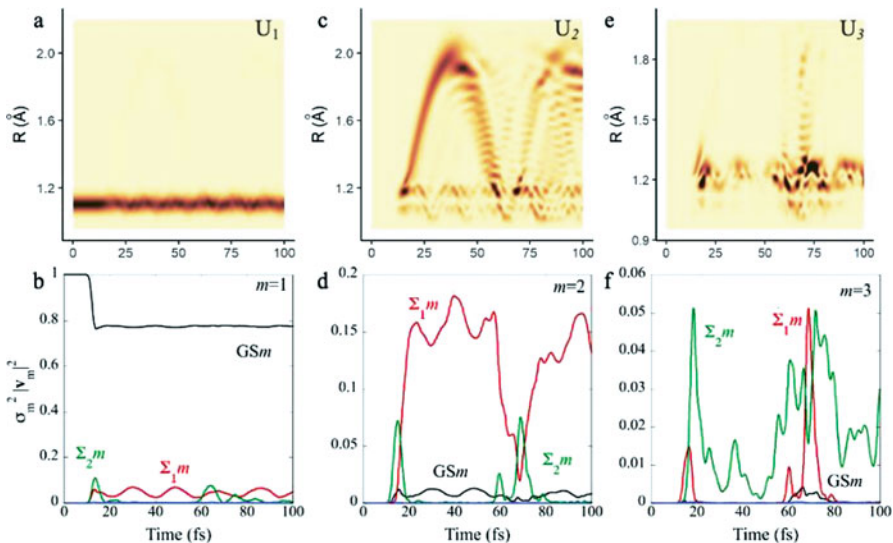 a
U₁
R (Å)
2.0
1.6
1.2
0
25
50
75
100
c
U₂
R (Å)
2.0
1.6
1.2
0
25
50
75
100
e
U₃
R (Å)
1.8
1.5
1.2
0.9
0
25
50
75
100
b
m=1
σₘ²|vₘ|²
1
0.8
0.6
0.4
0.2
0
GSm
Σ₂m
Σ₁m
0 20 40 60 80 100
Time (fs)
d
m=2
0.2
0.15
0.1
0.05
0
Σ₁m
GSm
Σ₂m
0 20 40 60 80 100
Time (fs)
f
m=3
0.06
0.05
0.04
0.03
0.02
0.01
0
Σ₂m
Σ₁m
GSm
0 20 40 60 80 100
Time (fs)